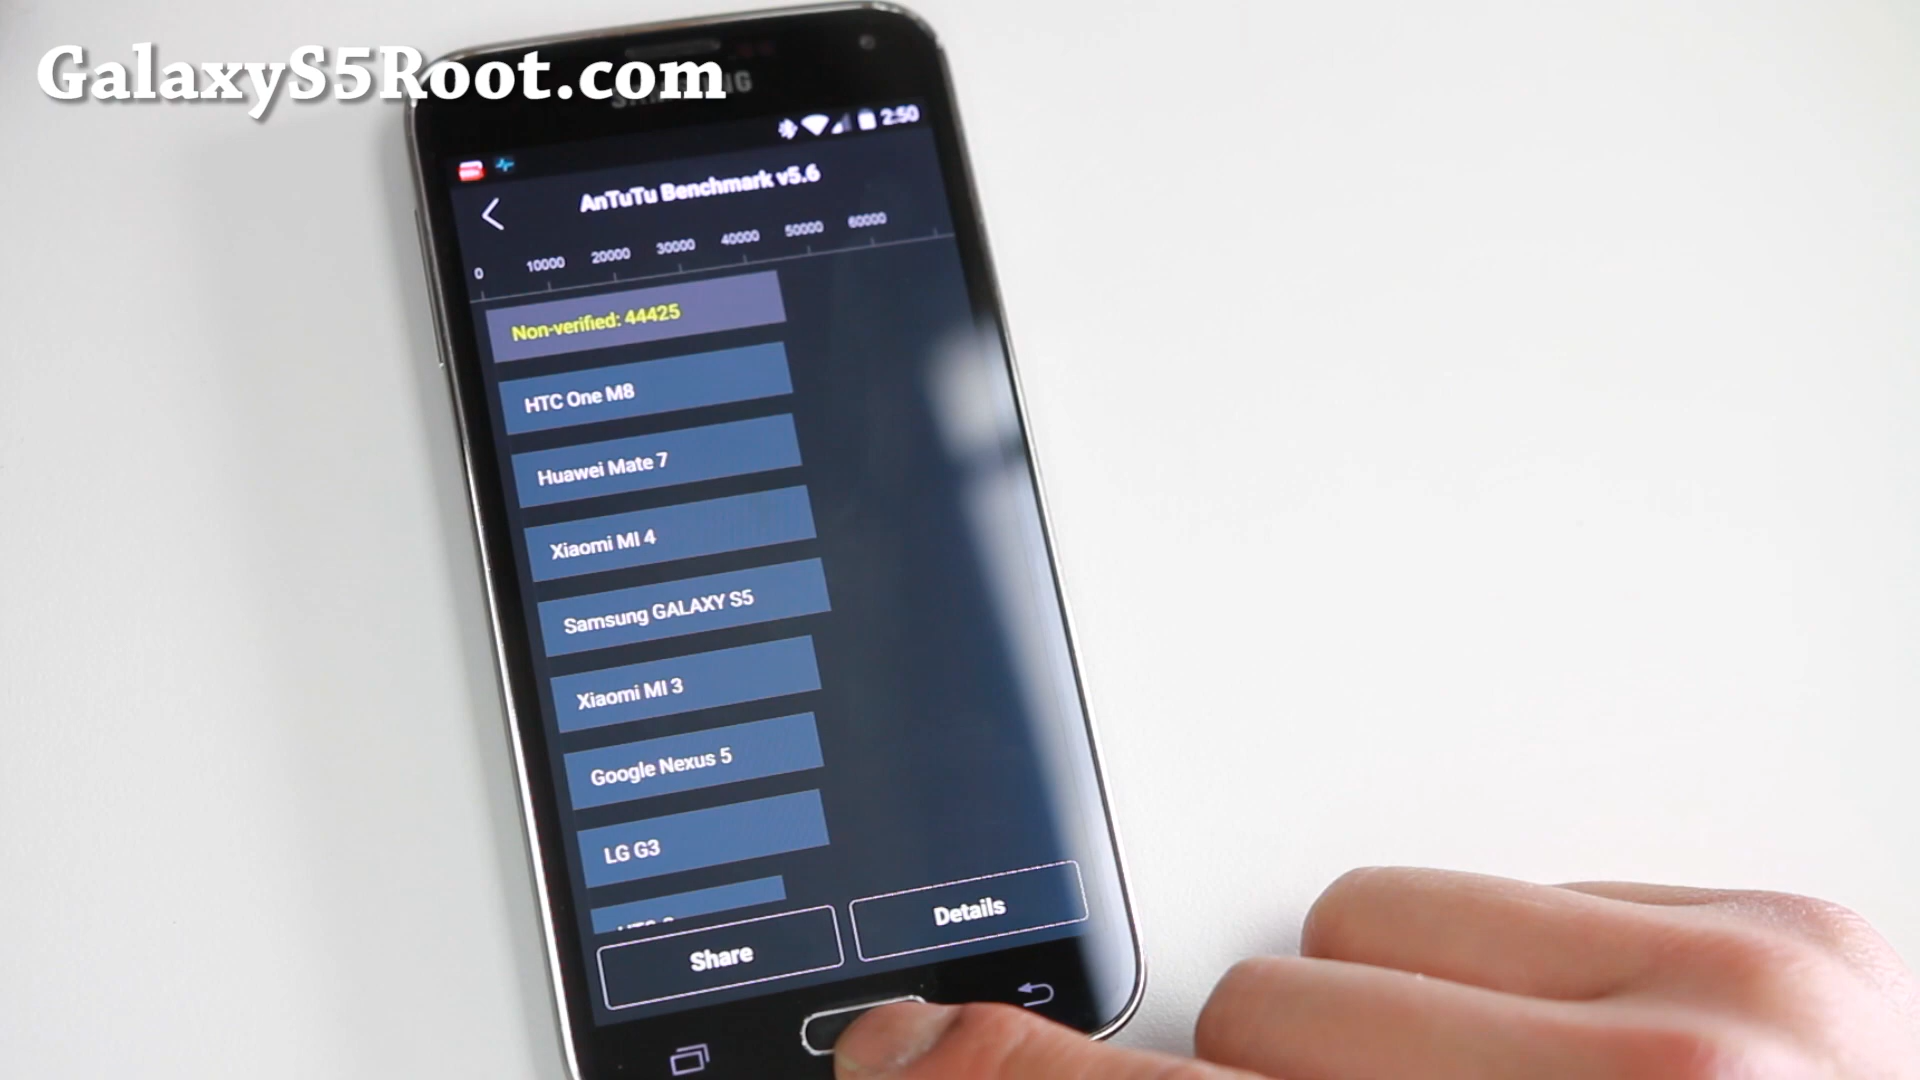 GalaxyS5Root.com
SAMSUNG
2:50
AnTuTu Benchmark v5.6
0 10000 20000 30000 40000 50000 60000
Non-verified: 44425
HTC One M8
Huawei Mate 7
Xiaomi MI 4
Samsung GALAXY S5
Xiaomi MI 3
Google Nexus 5
LG G3
Share
Details